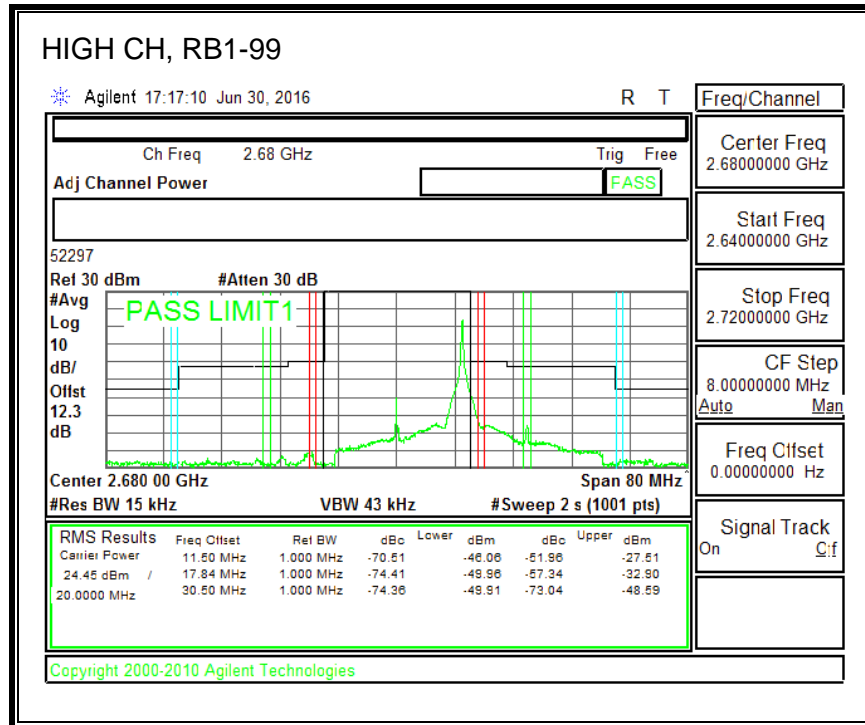 HIGH CH, RB1-99
Agilent 17:17:10 Jun 30, 2016 R T
Freq/Channel
Ch Freq 2.68 GHz Trig Free
Adj Channel Power PASS
Center Freq
2.68000000 GHz
Start Freq
2.64000000 GHz
Stop Freq
2.72000000 GHz
CF Step
8.00000000 MHz
Auto Man
Freq Offset
0.00000000 Hz
Signal Track
On Off
52297
Ref 30 dBm #Atten 30 dB
#Avg
Log
10
dB/
Offst
12.3
dB
PASS LIMIT1
Center 2.680 00 GHz Span 80 MHz
#Res BW 15 kHz VBW 43 kHz #Sweep 2 s (1001 pts)
RMS Results Freq Offset Ref BW dBc Lower dBm dBc Upper dBm
Carrier Power 11.50 MHz 1.000 MHz -70.51 -46.06 -51.96 -27.51
24.45 dBm / 17.84 MHz 1.000 MHz -74.41 -49.96 -57.34 -32.90
20.0000 MHz 30.50 MHz 1.000 MHz -74.36 -49.91 -73.04 -48.59
Copyright 2000-2010 Agilent Technologies